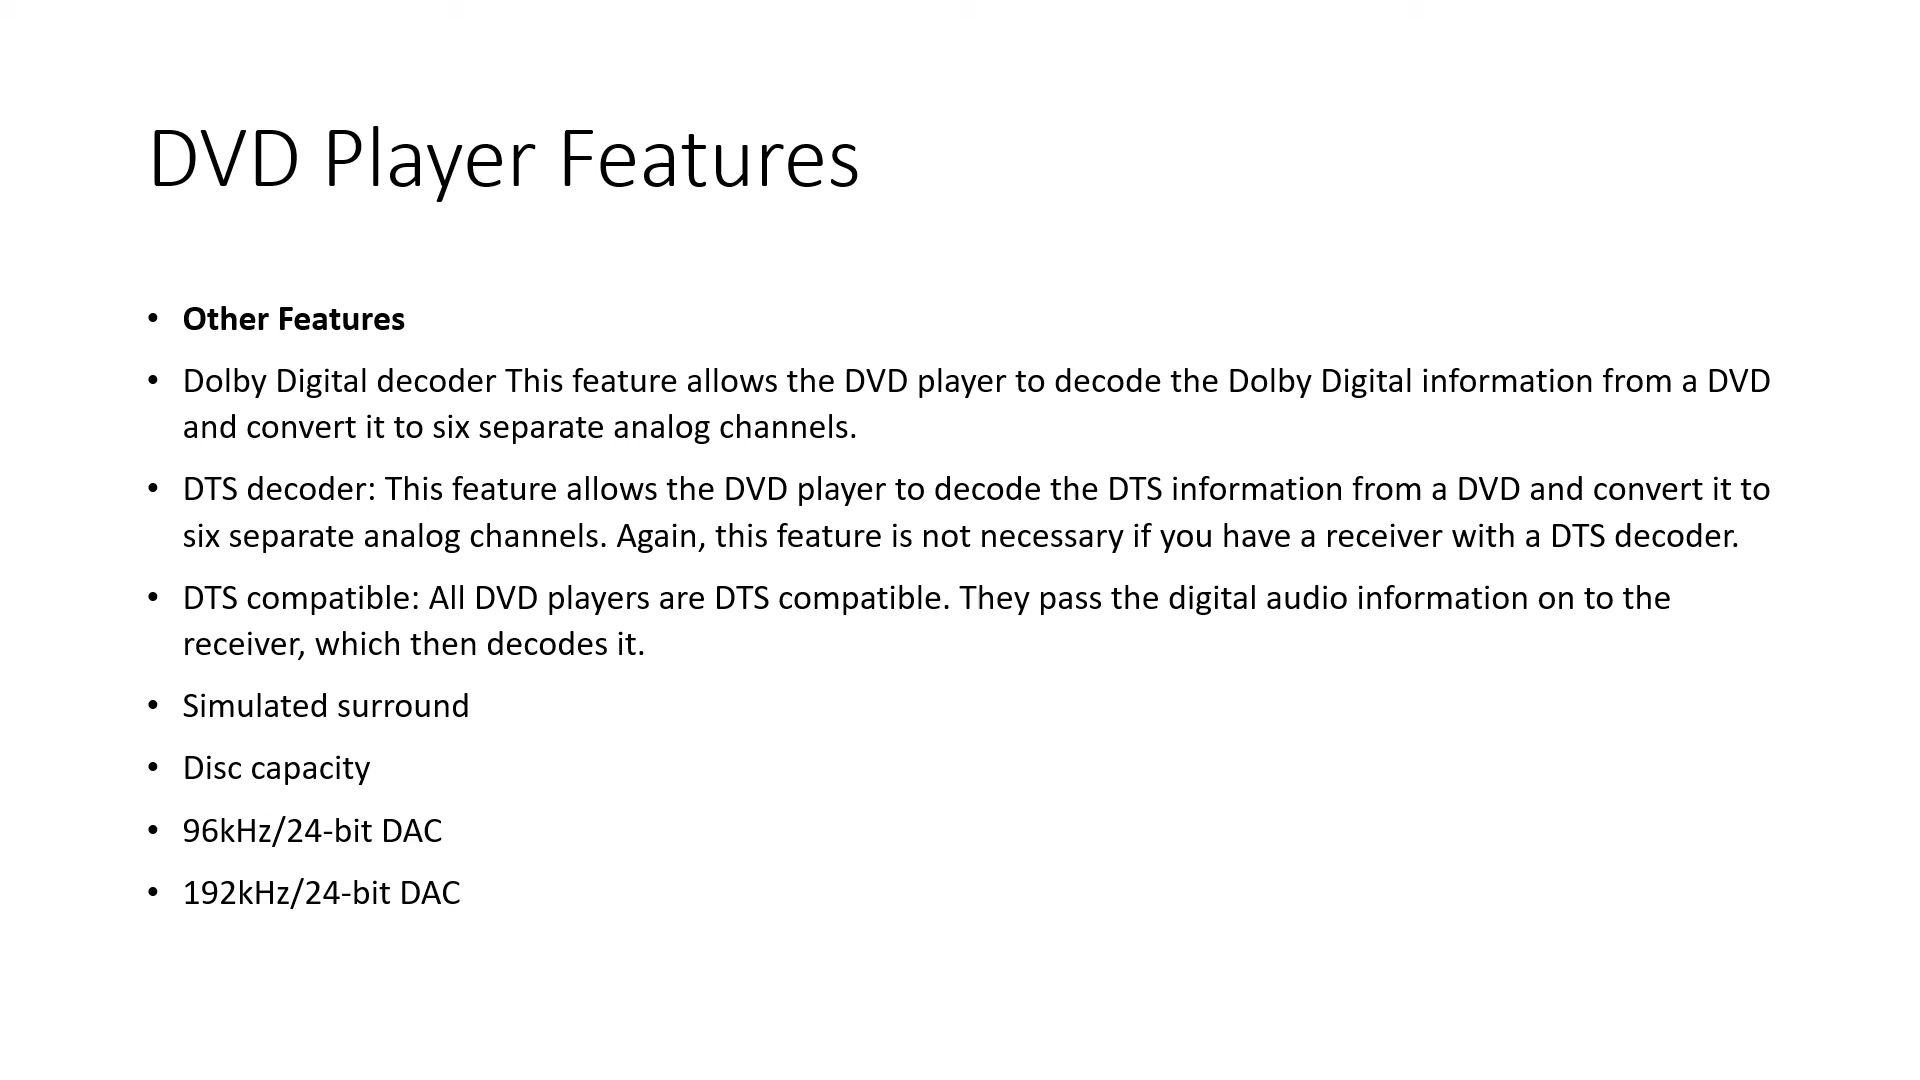 DVD Player Features
• Other Features
• Dolby Digital decoder This feature allows the DVD player to decode the Dolby Digital information from a DVD
and convert it to six separate analog channels.
• DTS decoder: This feature allows the DVD player to decode the DTS information from a DVD and convert it to
six separate analog channels. Again, this feature is not necessary if you have a receiver with a DTS decoder.
• DTS compatible: All DVD players are DTS compatible. They pass the digital audio information on to the
receiver, which then decodes it.
• Simulated surround
• Disc capacity
• 96kHz/24-bit DAC
• 192kHz/24-bit DAC